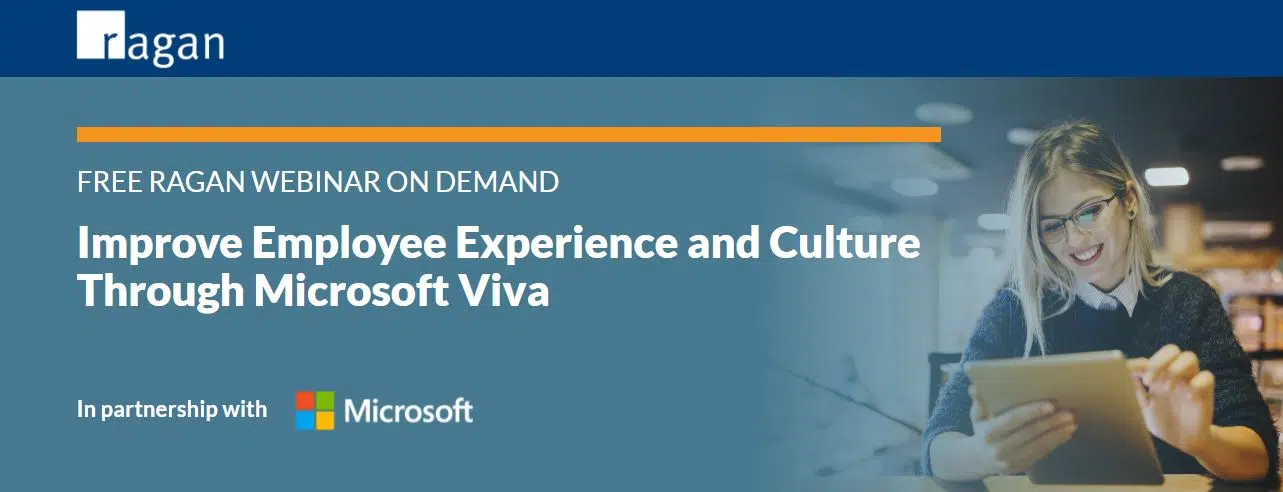 ragan
FREE RAGAN WEBINAR ON DEMAND
Improve Employee Experience and Culture
Through Microsoft Viva
In partnership with Microsoft